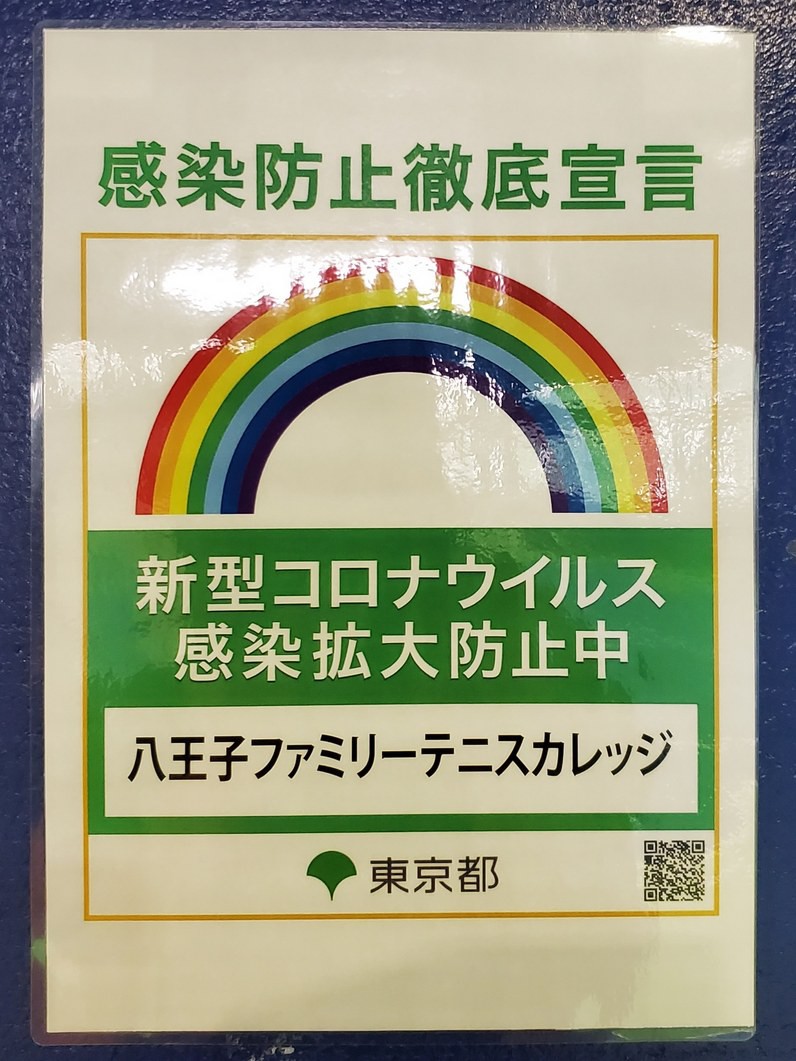 感染防止徹底宣言
新型コロナウイルス
感染拡大防止中
八王子ファミリーテニスカレッジ
東京都